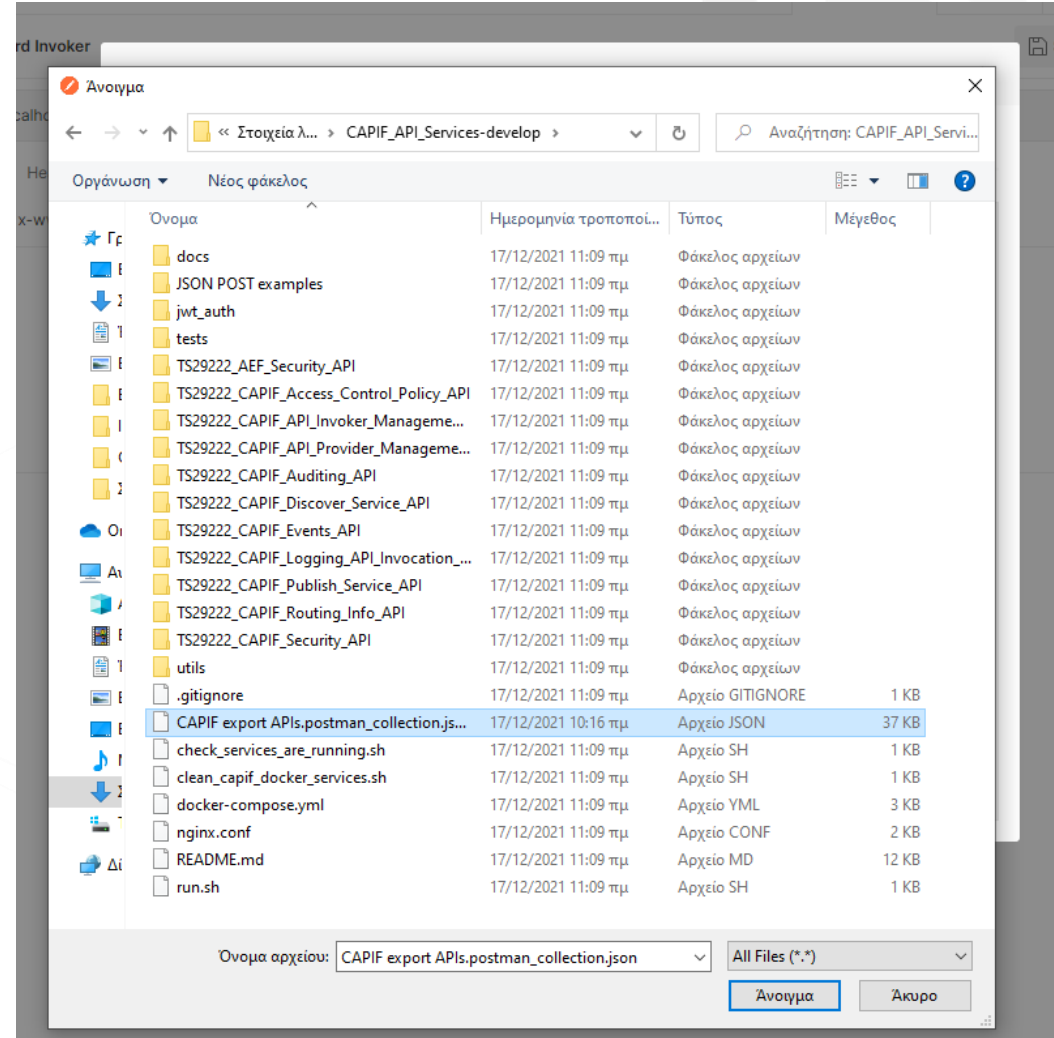 rd Invoker
Άνοιγμα
« Στοιχεία λ... › CAPIF_API_Services-develop ›
Αναζήτηση: CAPIF_API_Servi...
Οργάνωση
Νέος φάκελος
Όνομα Ημερομηνία τροποποί... Τύπος Μέγεθος
docs 17/12/2021 11:09 πμ Φάκελος αρχείων
JSON POST examples 17/12/2021 11:09 πμ Φάκελος αρχείων
jwt_auth 17/12/2021 11:09 πμ Φάκελος αρχείων
tests 17/12/2021 11:09 πμ Φάκελος αρχείων
TS29222_AEF_Security_API 17/12/2021 11:09 πμ Φάκελος αρχείων
TS29222_CAPIF_Access_Control_Policy_API 17/12/2021 11:09 πμ Φάκελος αρχείων
TS29222_CAPIF_API_Invoker_Manageme... 17/12/2021 11:09 πμ Φάκελος αρχείων
TS29222_CAPIF_API_Provider_Manageme... 17/12/2021 11:09 πμ Φάκελος αρχείων
TS29222_CAPIF_Auditing_API 17/12/2021 11:09 πμ Φάκελος αρχείων
TS29222_CAPIF_Discover_Service_API 17/12/2021 11:09 πμ Φάκελος αρχείων
TS29222_CAPIF_Events_API 17/12/2021 11:09 πμ Φάκελος αρχείων
TS29222_CAPIF_Logging_API_Invocation_... 17/12/2021 11:09 πμ Φάκελος αρχείων
TS29222_CAPIF_Publish_Service_API 17/12/2021 11:09 πμ Φάκελος αρχείων
TS29222_CAPIF_Routing_Info_API 17/12/2021 11:09 πμ Φάκελος αρχείων
TS29222_CAPIF_Security_API 17/12/2021 11:09 πμ Φάκελος αρχείων
utils 17/12/2021 11:09 πμ Φάκελος αρχείων
.gitignore 17/12/2021 11:09 πμ Αρχείο GITIGNORE 1 KB
CAPIF export APIs.postman_collection.js... 17/12/2021 10:16 πμ Αρχείο JSON 37 KB
check_services_are_running.sh 17/12/2021 11:09 πμ Αρχείο SH 1 KB
clean_capif_docker_services.sh 17/12/2021 11:09 πμ Αρχείο SH 1 KB
docker-compose.yml 17/12/2021 11:09 πμ Αρχείο YML 3 KB
nginx.conf 17/12/2021 11:09 πμ Αρχείο CONF 2 KB
README.md 17/12/2021 11:09 πμ Αρχείο MD 12 KB
run.sh 17/12/2021 11:09 πμ Αρχείο SH 1 KB
Όνομα αρχείου: CAPIF export APIs.postman_collection.json All Files (*.*)
Άνοιγμα Άκυρο